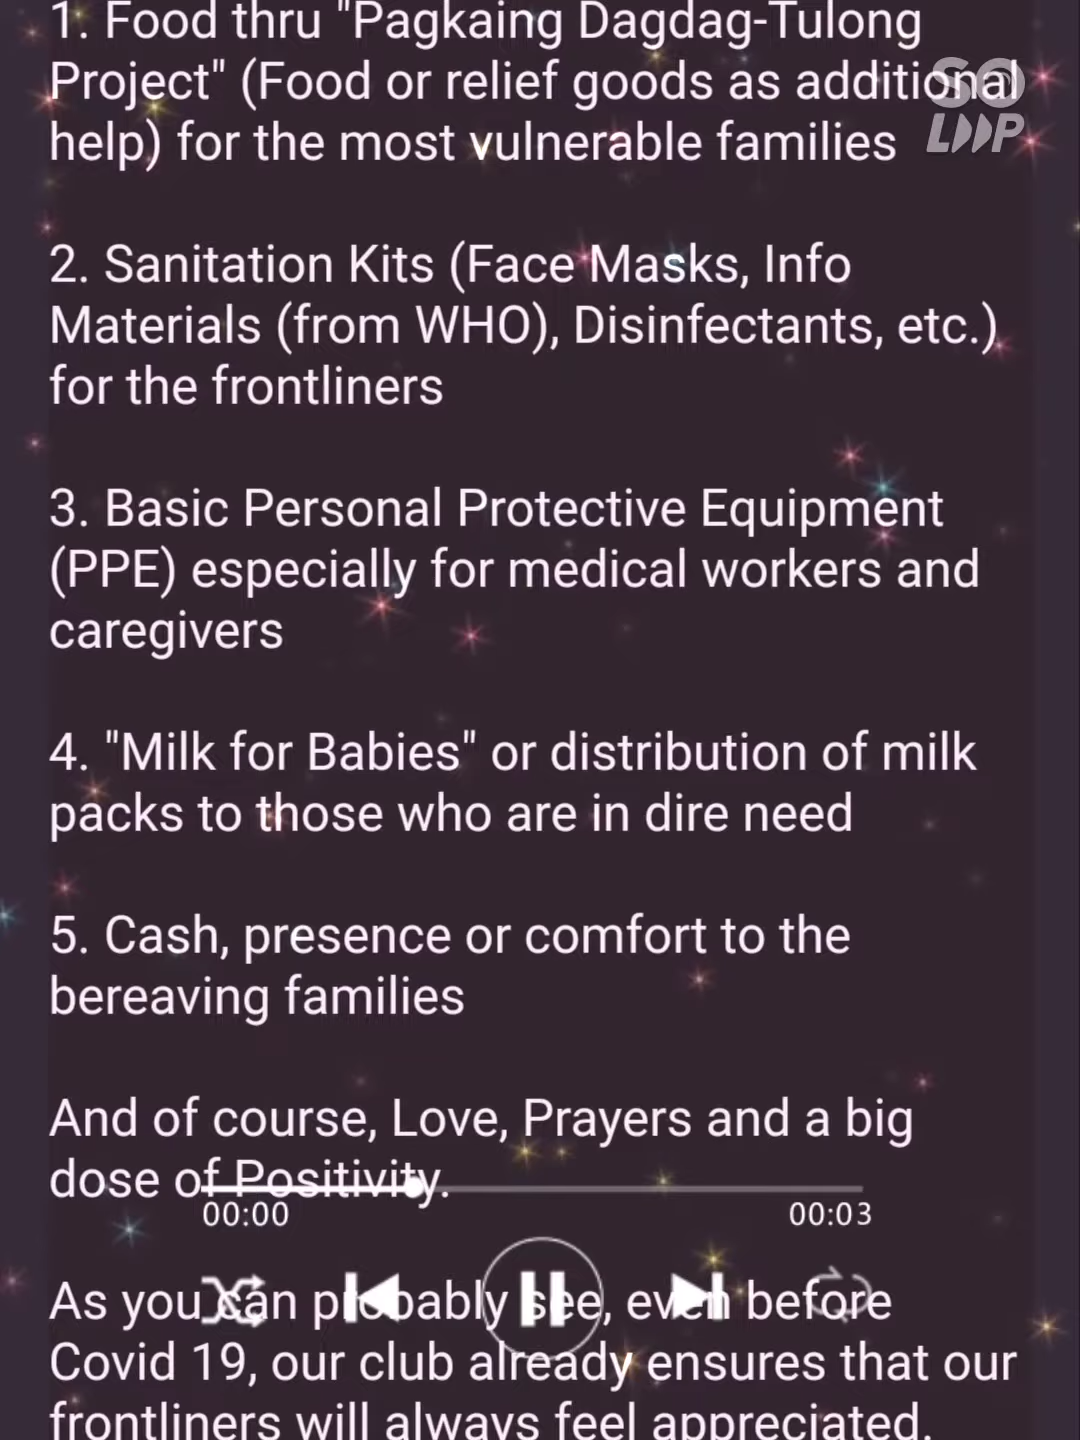 1. Food thru "Pagkaing Dagdag-Tulong
Project" (Food or relief goods as additional
help) for the most vulnerable families
SO
LOOP
2. Sanitation Kits (Face Masks, Info
Materials (from WHO), Disinfectants, etc.)
for the frontliners
3. Basic Personal Protective Equipment
(PPE) especially for medical workers and
caregivers
4. "Milk for Babies" or distribution of milk
packs to those who are in dire need
5. Cash, presence or comfort to the
bereaving families
And of course, Love, Prayers and a big
dose of Positivity.
00:00
00:03
As you can probably see, even before
Covid 19, our club already ensures that our
frontliners will always feel appreciated.